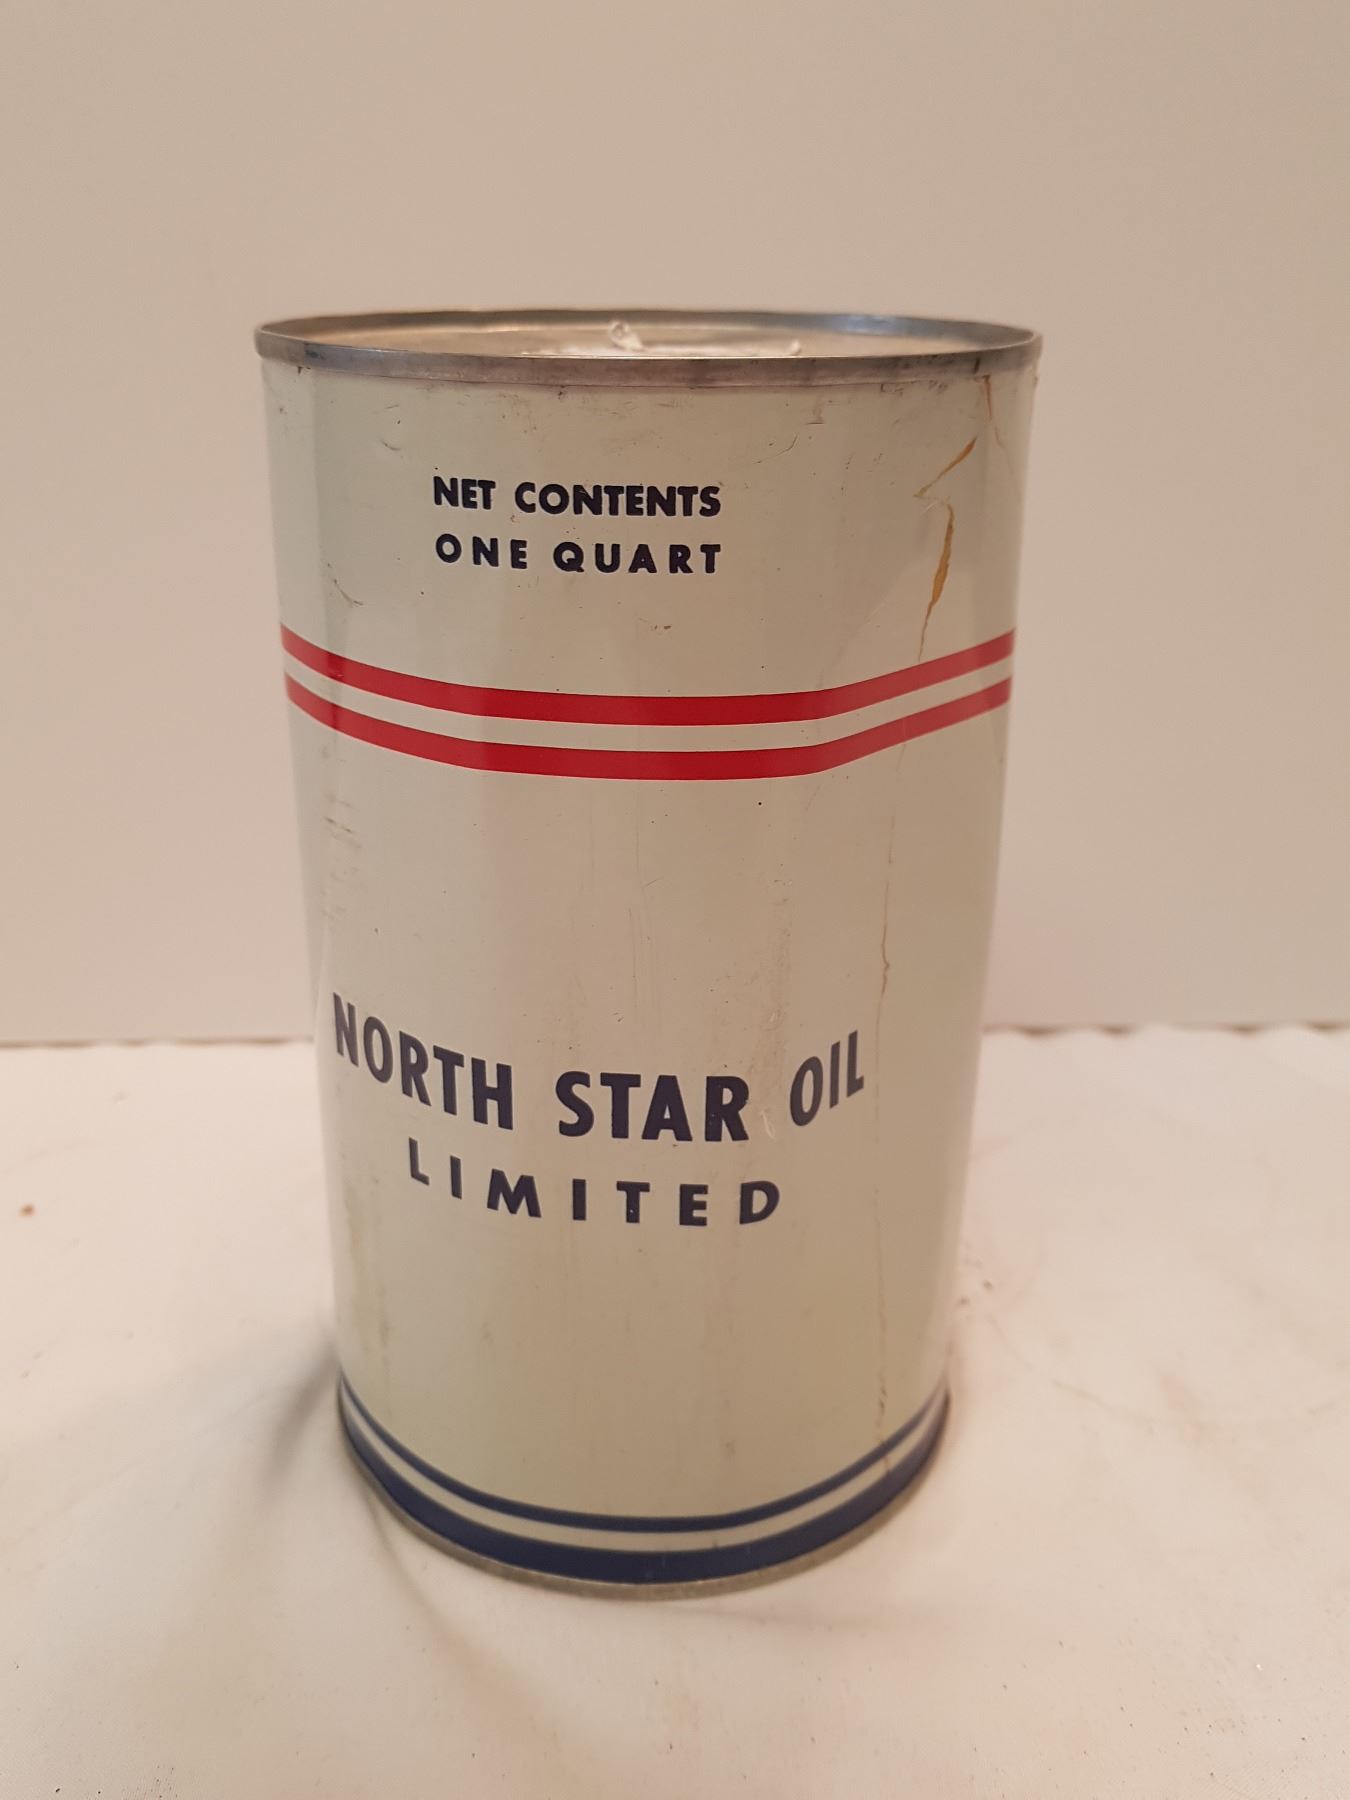 NET CONTENTS
ONE QUART
NORTH STAR OIL
LIMITED